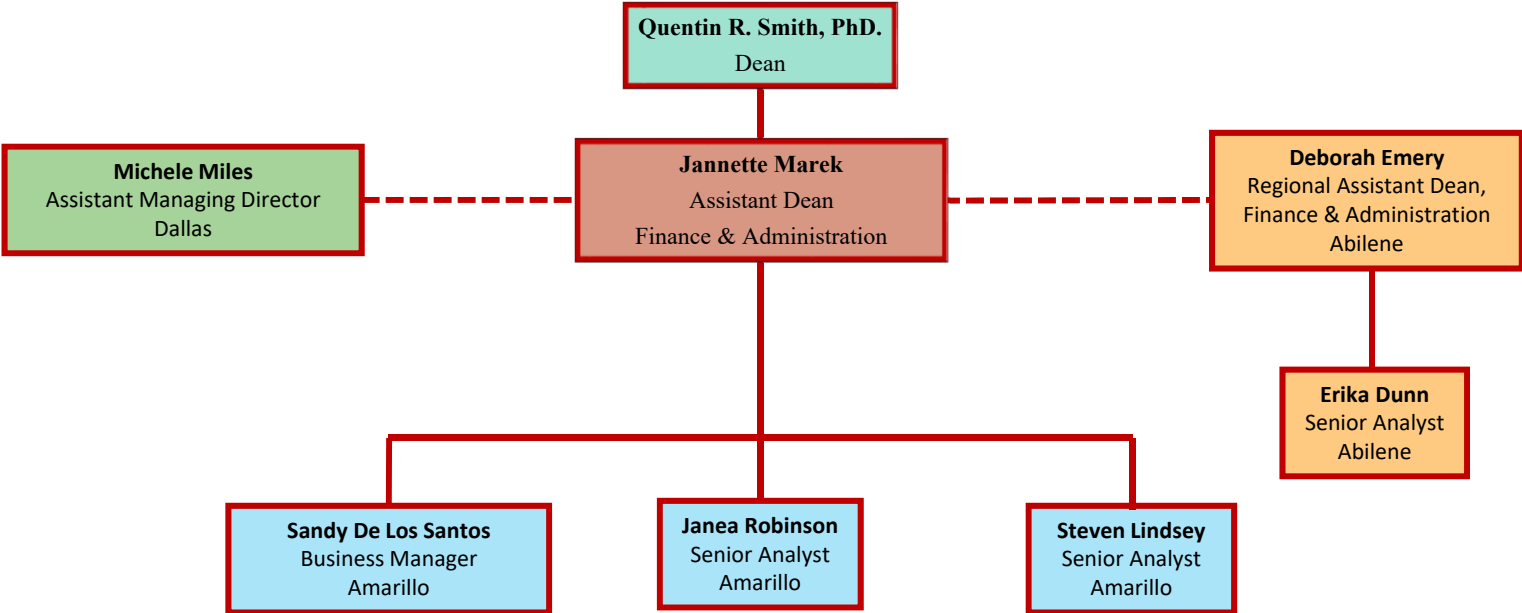 Quentin R. Smith, PhD.
Dean
Michele Miles
Assistant Managing Director
Dallas
Jannette Marek
Assistant Dean
Finance & Administration
Deborah Emery
Regional Assistant Dean,
Finance & Administration
Abilene
Erika Dunn
Senior Analyst
Abilene
Sandy De Los Santos
Business Manager
Amarillo
Janea Robinson
Senior Analyst
Amarillo
Steven Lindsey
Senior Analyst
Amarillo